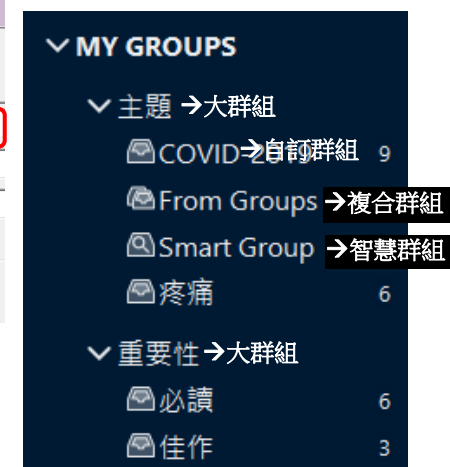 MY GROUPS
主題 →大群組
COVID-2019 →自訂群組 9
From Groups →複合群組
Smart Group →智慧群組
疼痛 6
重要性→大群組
必讀 6
佳作 3